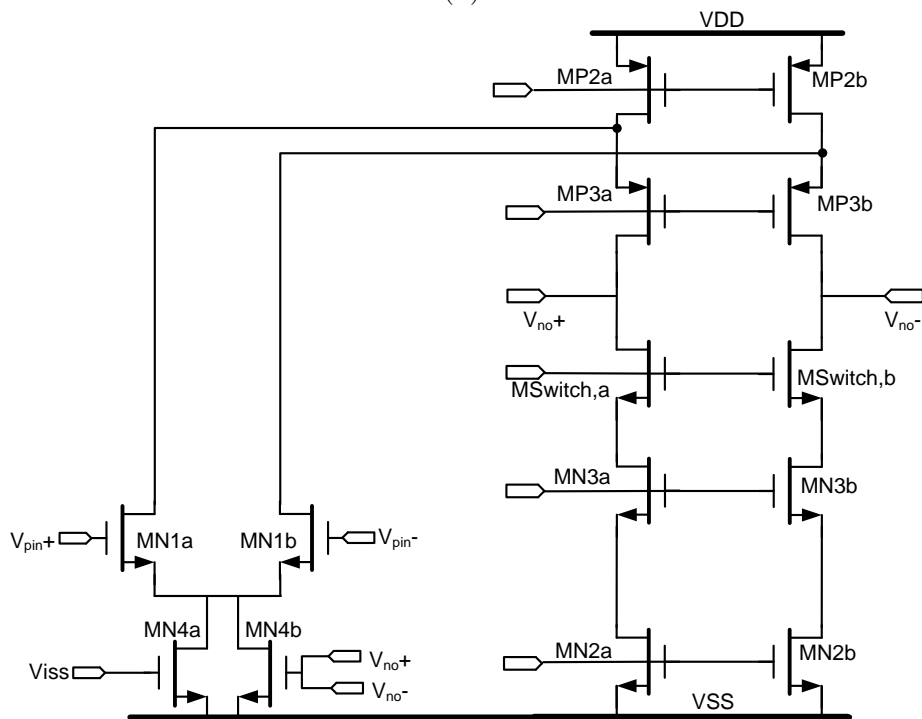 VDD
MP2a
MP2b
MP3a
MP3b
Vno+
Vno-
MSwitch,a
MSwitch,b
MN3a
MN3b
Vpin+
MN1a
MN1b
Vpin-
MN4a
MN4b
Viss
Vno+
Vno-
MN2a
MN2b
VSS